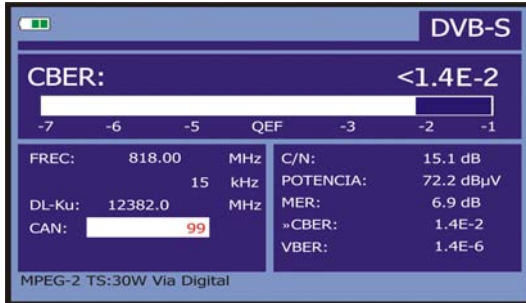 DVB-S
CBER: <1.4E-2
-7 -6 -5 QEF -3 -2 -1
FREC: 818.00 MHz
15 kHz
DL-Ku: 12382.0 MHz
CAN: 99
C/N: 15.1 dB
POTENCIA: 72.2 dBµV
MER: 6.9 dB
»CBER: 1.4E-2
VBER: 1.4E-6
MPEG-2 TS:30W Via Digital